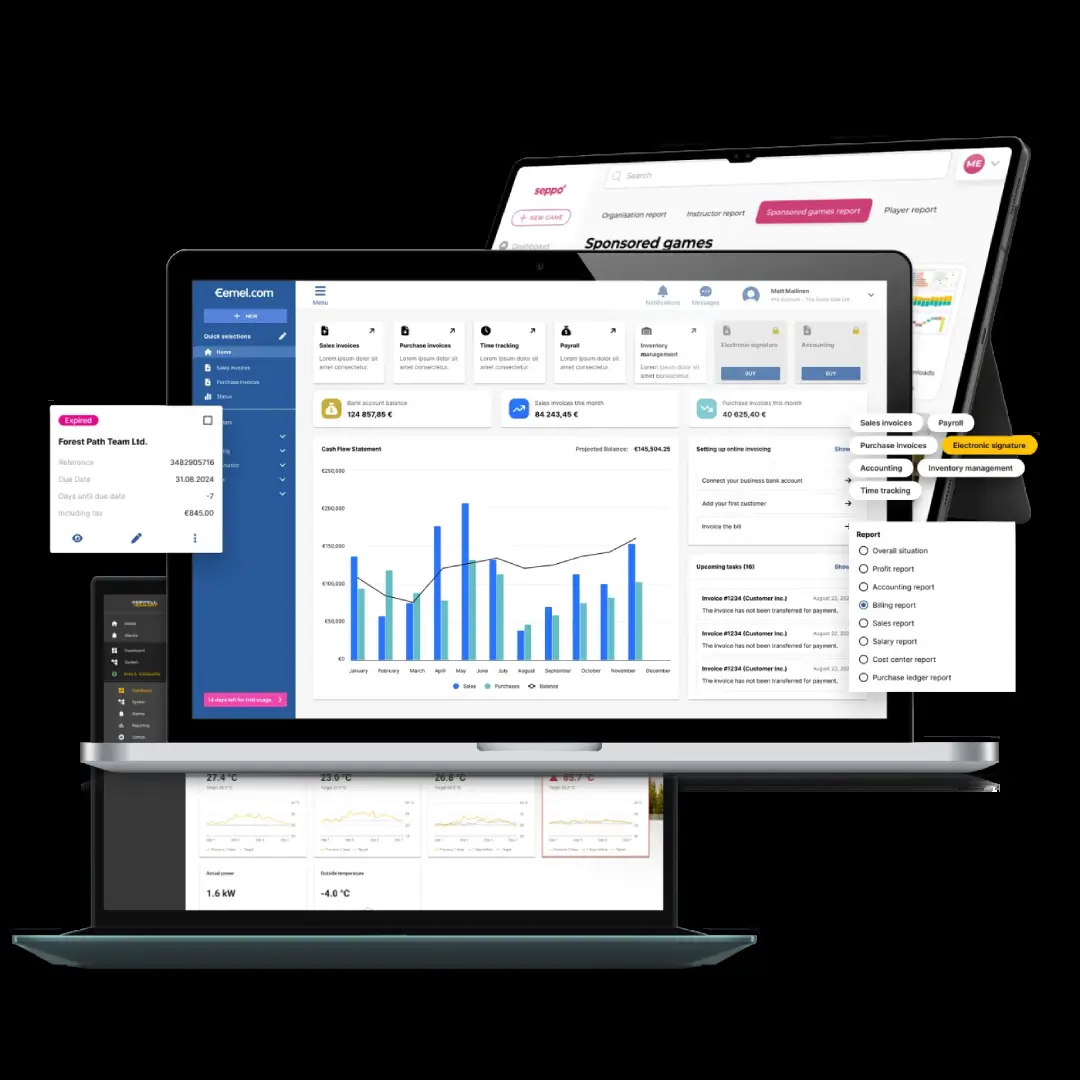 seppo
Search
ME
+ NEW GAME
Organisation report
Instructor report
Sponsored games report
Player report
Dashboard
Sponsored games
€emel.com
+ NEW
Quick selections
Home
Sales invoices
Purchase invoices
Status
14 days left for trial usage
Menu
Notifications
Messages
Matt Mallinen
Sales invoices
Lorem ipsum dolor sit
amet consectetur.
Purchase invoices
Lorem ipsum dolor sit
amet consectetur.
Time tracking
Lorem ipsum dolor sit
amet consectetur.
Payroll
Lorem ipsum dolor sit
amet consectetur.
Inventory
management
Lorem ipsum dolor sit
amet consectetur.
Electronic signature
BUY
Accounting
BUY
Bank account balance
124 857,85 €
Sales invoices this month
84 243,45 €
Purchase invoices this month
40 625,40 €
Cash Flow Statement
Projected Balance: €145,504.25
€250,000
€200,000
€150,000
€100,000
€50,000
€0
January February March April May June July August September October November December
Sales Purchases Balance
Setting up online invoicing
Show
Connect your business bank account
Add your first customer
Invoice the bill
Upcoming tasks (16)
Show
Invoice #1234 (Customer Inc.)
August 22, 202
The invoice has not been transferred for payment.
Invoice #1234 (Customer Inc.)
August 22, 202
The invoice has not been transferred for payment.
Invoice #1234 (Customer Inc.)
August 22, 202
The invoice has not been transferred for payment.
Expired
Forest Path Team Ltd.
Reference 3482905716
Due Date 31.08.2024
Days until due date -7
Including tax €845.00
Sales invoices
Payroll
Purchase invoices
Electronic signature
Accounting
Inventory management
Time tracking
Report
Overall situation
Profit report
Accounting report
Billing report
Sales report
Salary report
Cost center report
Purchase ledger report
Home
Alarms
Dashboard
System
Dashboard
System
Alarms
Reporting
27.4 °C
23.0 °C
26.8 °C
Actual power
1.6 kW
Outside temperature
-4.0 °C